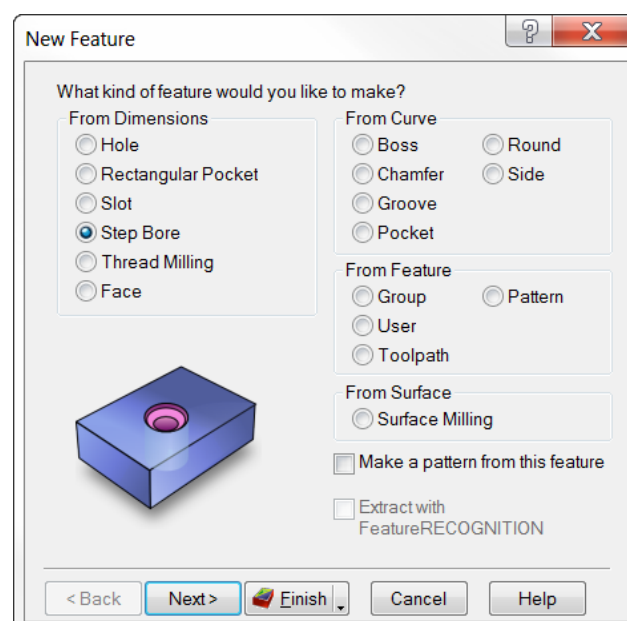 New Feature
What kind of feature would you like to make?
From Dimensions
Hole
Rectangular Pocket
Slot
Step Bore
Thread Milling
Face
From Curve
Boss
Round
Chamfer
Side
Groove
Pocket
From Feature
Group
Pattern
User
Toolpath
From Surface
Surface Milling
Make a pattern from this feature
Extract with
FeatureRECOGNITION
< Back
Next >
Finish
Cancel
Help